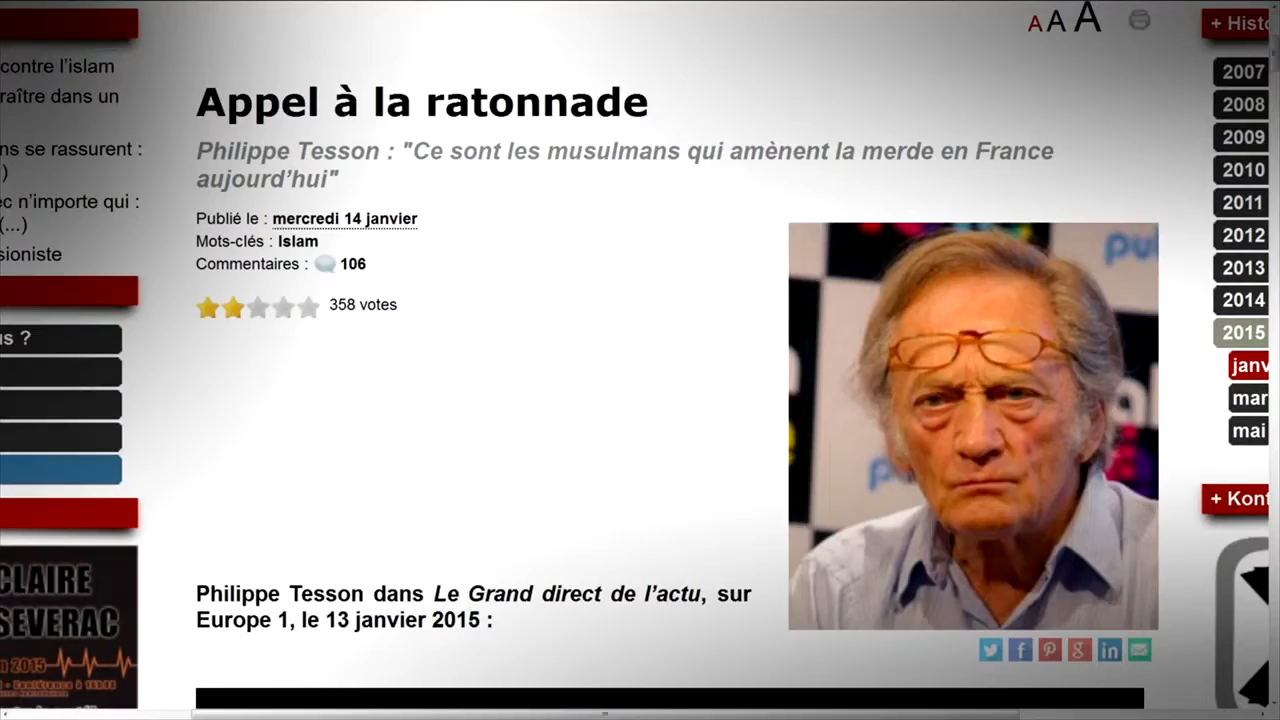 contre l'islam
raître dans un
ns se rassurent :
)
ec n'importe qui :
(...)
sioniste
us ?
CLAIRE
SEVERAC
2015
A A A
Appel à la ratonnade
Philippe Tesson : "Ce sont les musulmans qui amènent la merde en France
aujourd'hui"
Publié le : mercredi 14 janvier
Mots-clés : Islam
Commentaires : 106
358 votes
Philippe Tesson dans Le Grand direct de l'actu, sur
Europe 1, le 13 janvier 2015 :
+ Histo
2007
2008
2009
2010
2011
2012
2013
2014
2015
janv
mar
mai
+ Kont